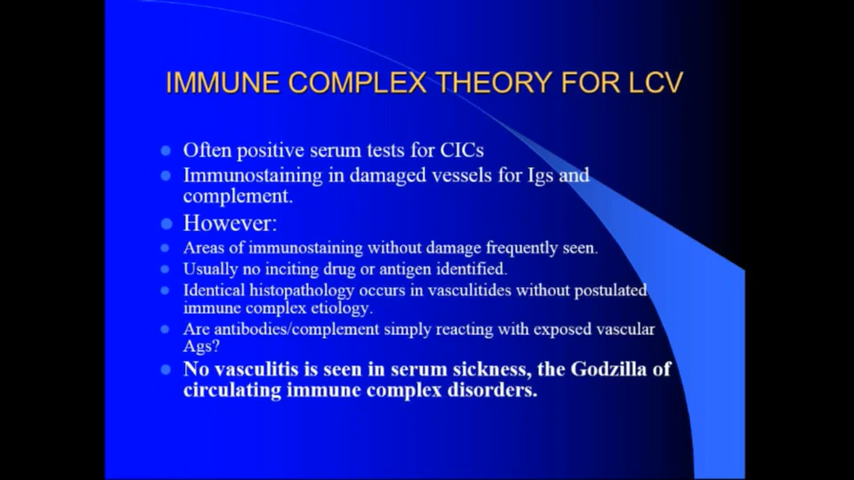 IMMUNE COMPLEX THEORY FOR LCV
Often positive serum tests for CICs
Immunostaining in damaged vessels for Igs and
complement.
However:
Areas of immunostaining without damage frequently seen.
Usually no inciting drug or antigen identified.
Identical histopathology occurs in vasculitides without postulated
immune complex etiology.
Are antibodies/complement simply reacting with exposed vascular
Ags?
No vasculitis is seen in serum sickness, the Godzilla of
circulating immune complex disorders.